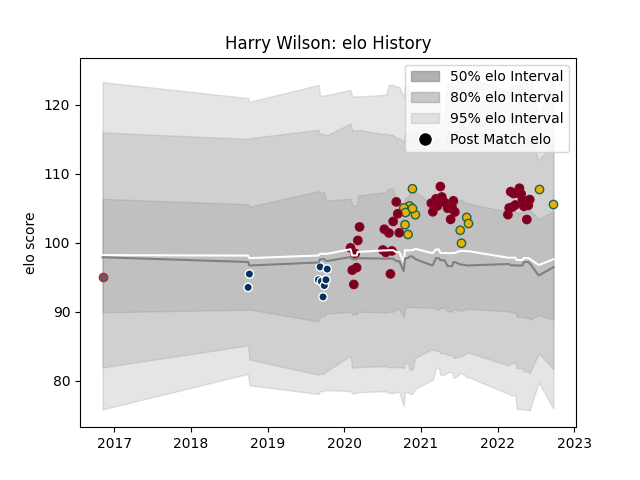 Harry Wilson: elo History
50% elo Interval
80% elo Interval
95% elo Interval
Post Match elo
elo score
120
110
100
90
80
2017 2018 2019 2020 2021 2022 2023